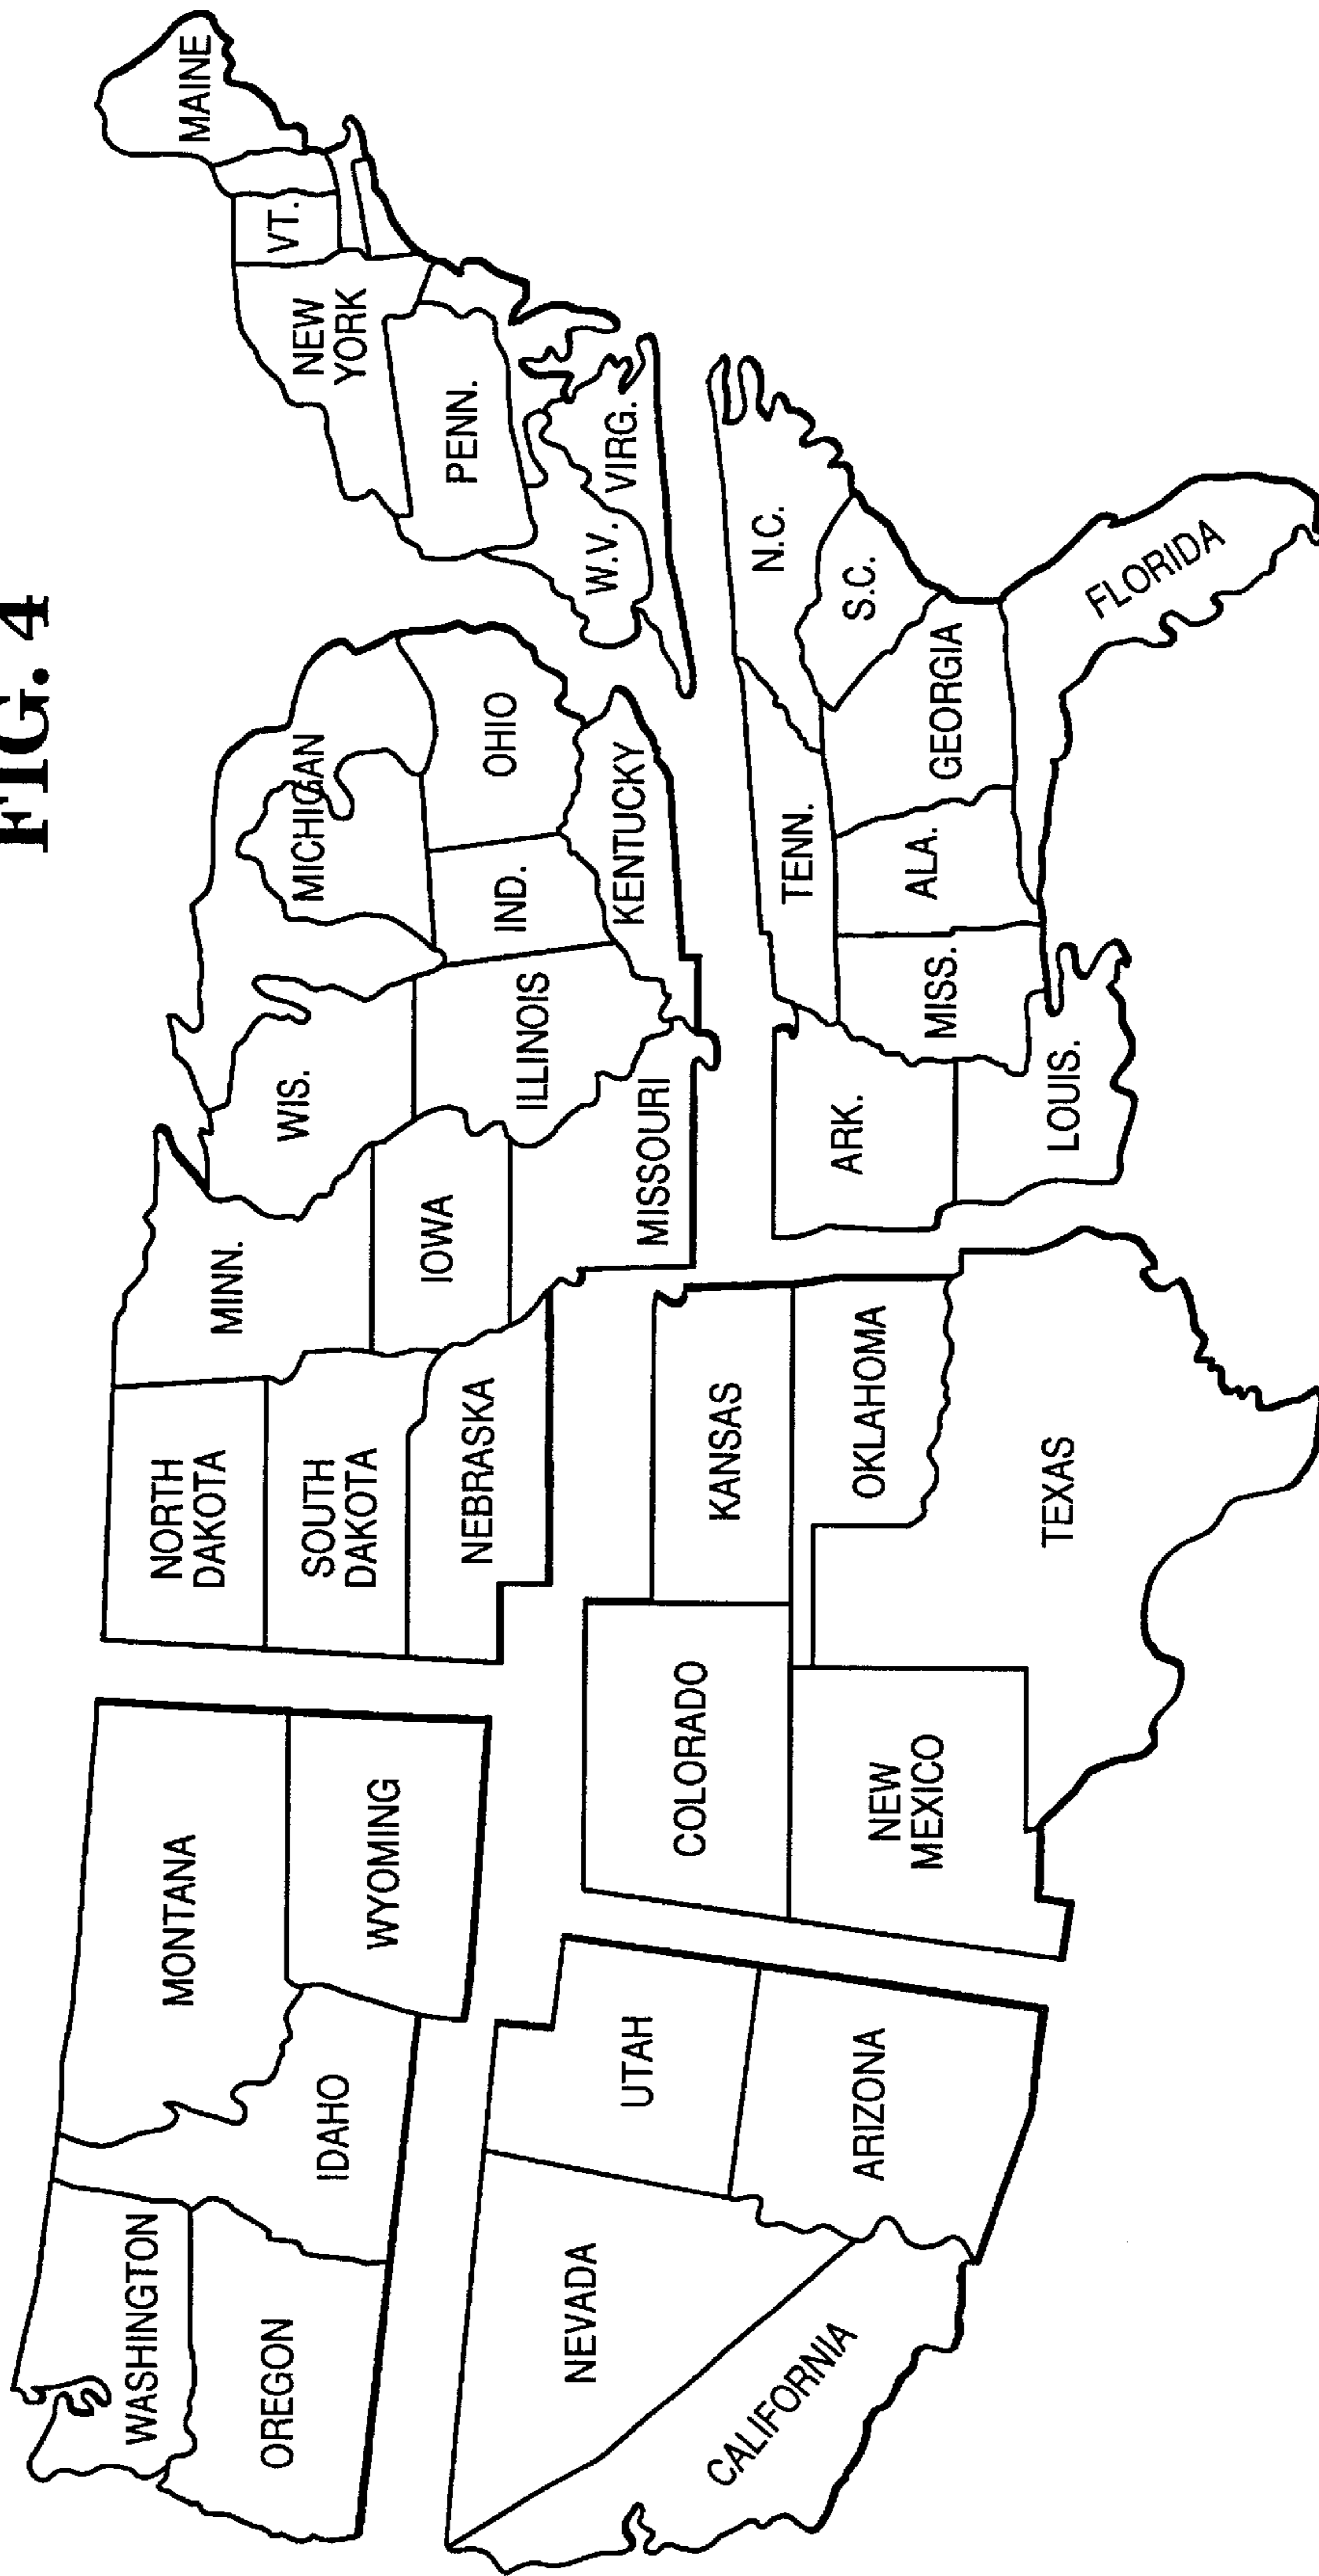 FIG. 4
WASHINGTON
OREGON
IDAHO
MONTANA
WYOMING
NORTH
DAKOTA
SOUTH
DAKOTA
NEBRASKA
MINN.
IOWA
MISSOURI
WIS.
ILLINOIS
MICHIGAN
IND.
OHIO
KENTUCKY
MAINE
VT.
NEW
YORK
PENN.
W.V.
VIRG.
NEVADA
UTAH
CALIFORNIA
ARIZONA
COLORADO
NEW
MEXICO
KANSAS
OKLAHOMA
TEXAS
ARK.
LOUIS.
TENN.
MISS.
ALA.
GEORGIA
N.C.
S.C.
FLORIDA